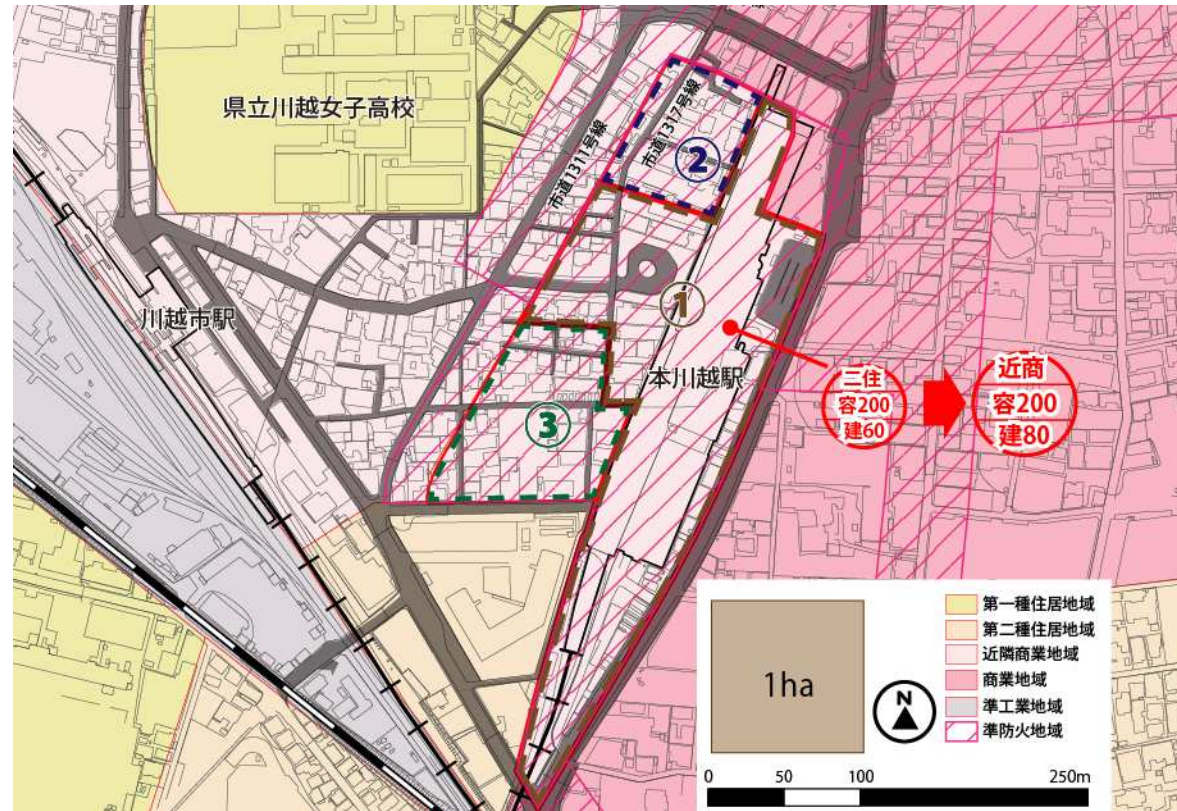 県立川越女子高校
市道1311号線
市道1317号線
②
①
川越市駅
本川越駅
③
二住
容200
建60
近商
容200
建80
1ha
N
第一種住居地域
第二種住居地域
近隣商業地域
商業地域
準工業地域
準防火地域
0 50 100 250m